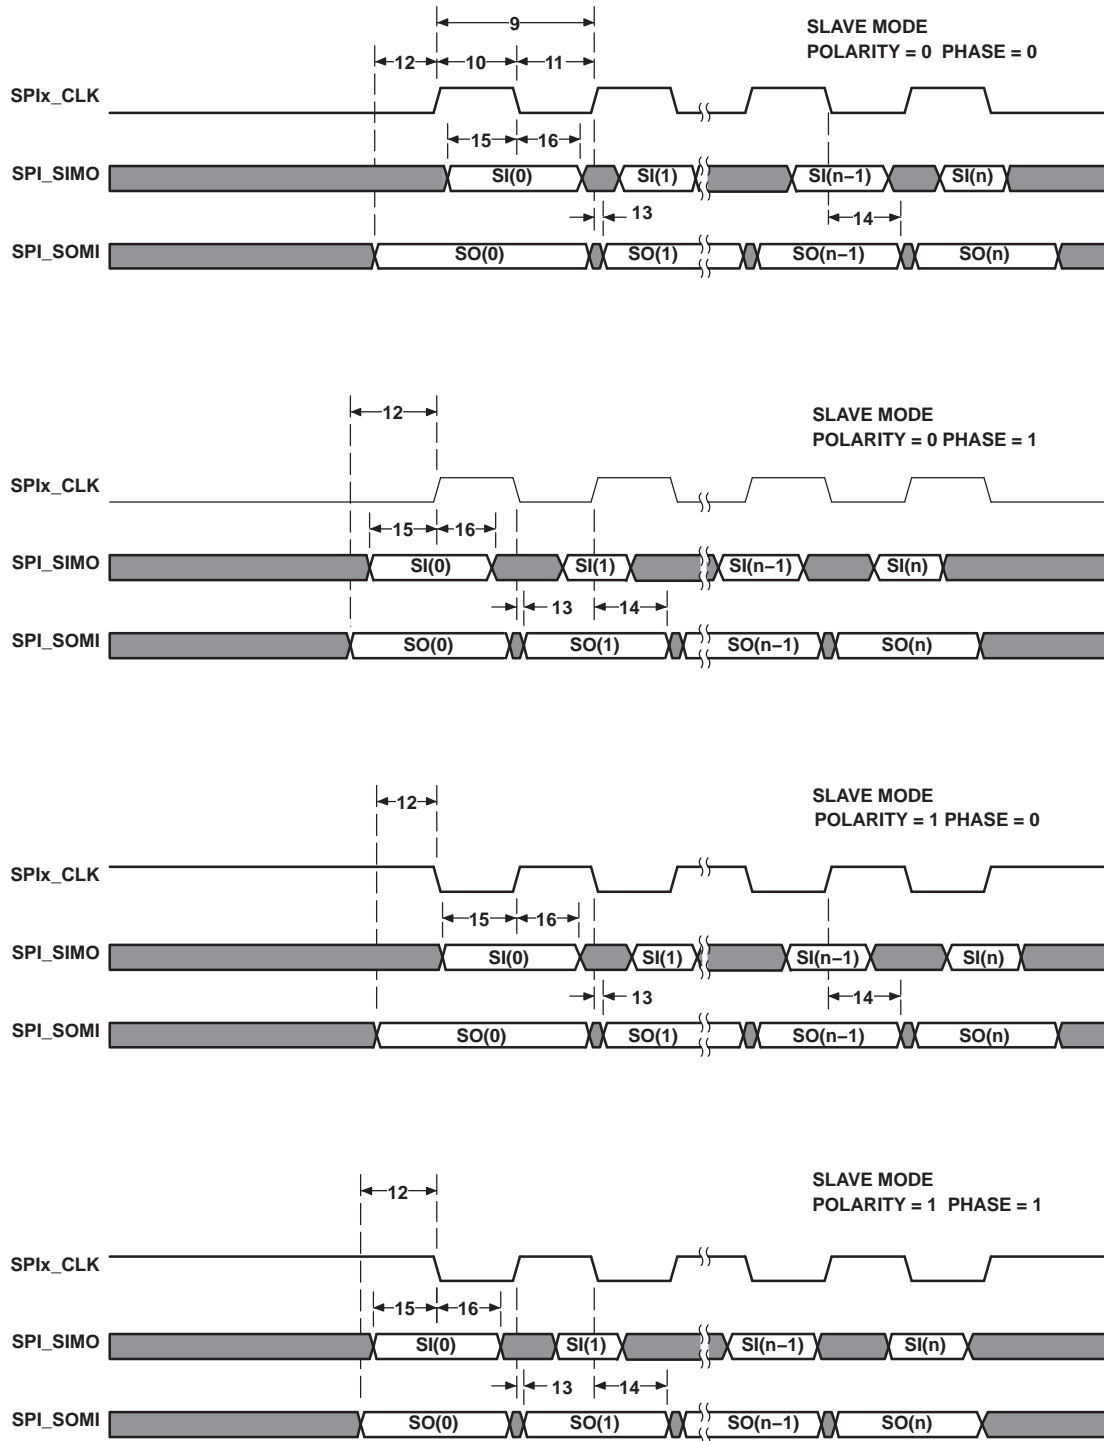 9
SLAVE MODE
POLARITY = 0 PHASE = 0
12 10 11
SPIx_CLK
15 16
SPI_SIMO SI(0) SI(1) SI(n−1) SI(n)
13 14
SPI_SOMI SO(0) SO(1) SO(n−1) SO(n)
12
SLAVE MODE
POLARITY = 0 PHASE = 1
SPIx_CLK
15 16
SPI_SIMO SI(0) SI(1) SI(n−1) SI(n)
13 14
SPI_SOMI SO(0) SO(1) SO(n−1) SO(n)
SLAVE MODE
12
POLARITY = 1 PHASE = 0
SPIx_CLK
15 16
SPI_SIMO SI(0) SI(1) SI(n−1) SI(n)
13 14
SPI_SOMI SO(0) SO(1) SO(n−1) SO(n)
SLAVE MODE
12
POLARITY = 1 PHASE = 1
SPIx_CLK
15 16
SPI_SIMO SI(0) SI(1) SI(n−1) SI(n)
13 14
SPI_SOMI SO(0) SO(1) SO(n−1) SO(n)